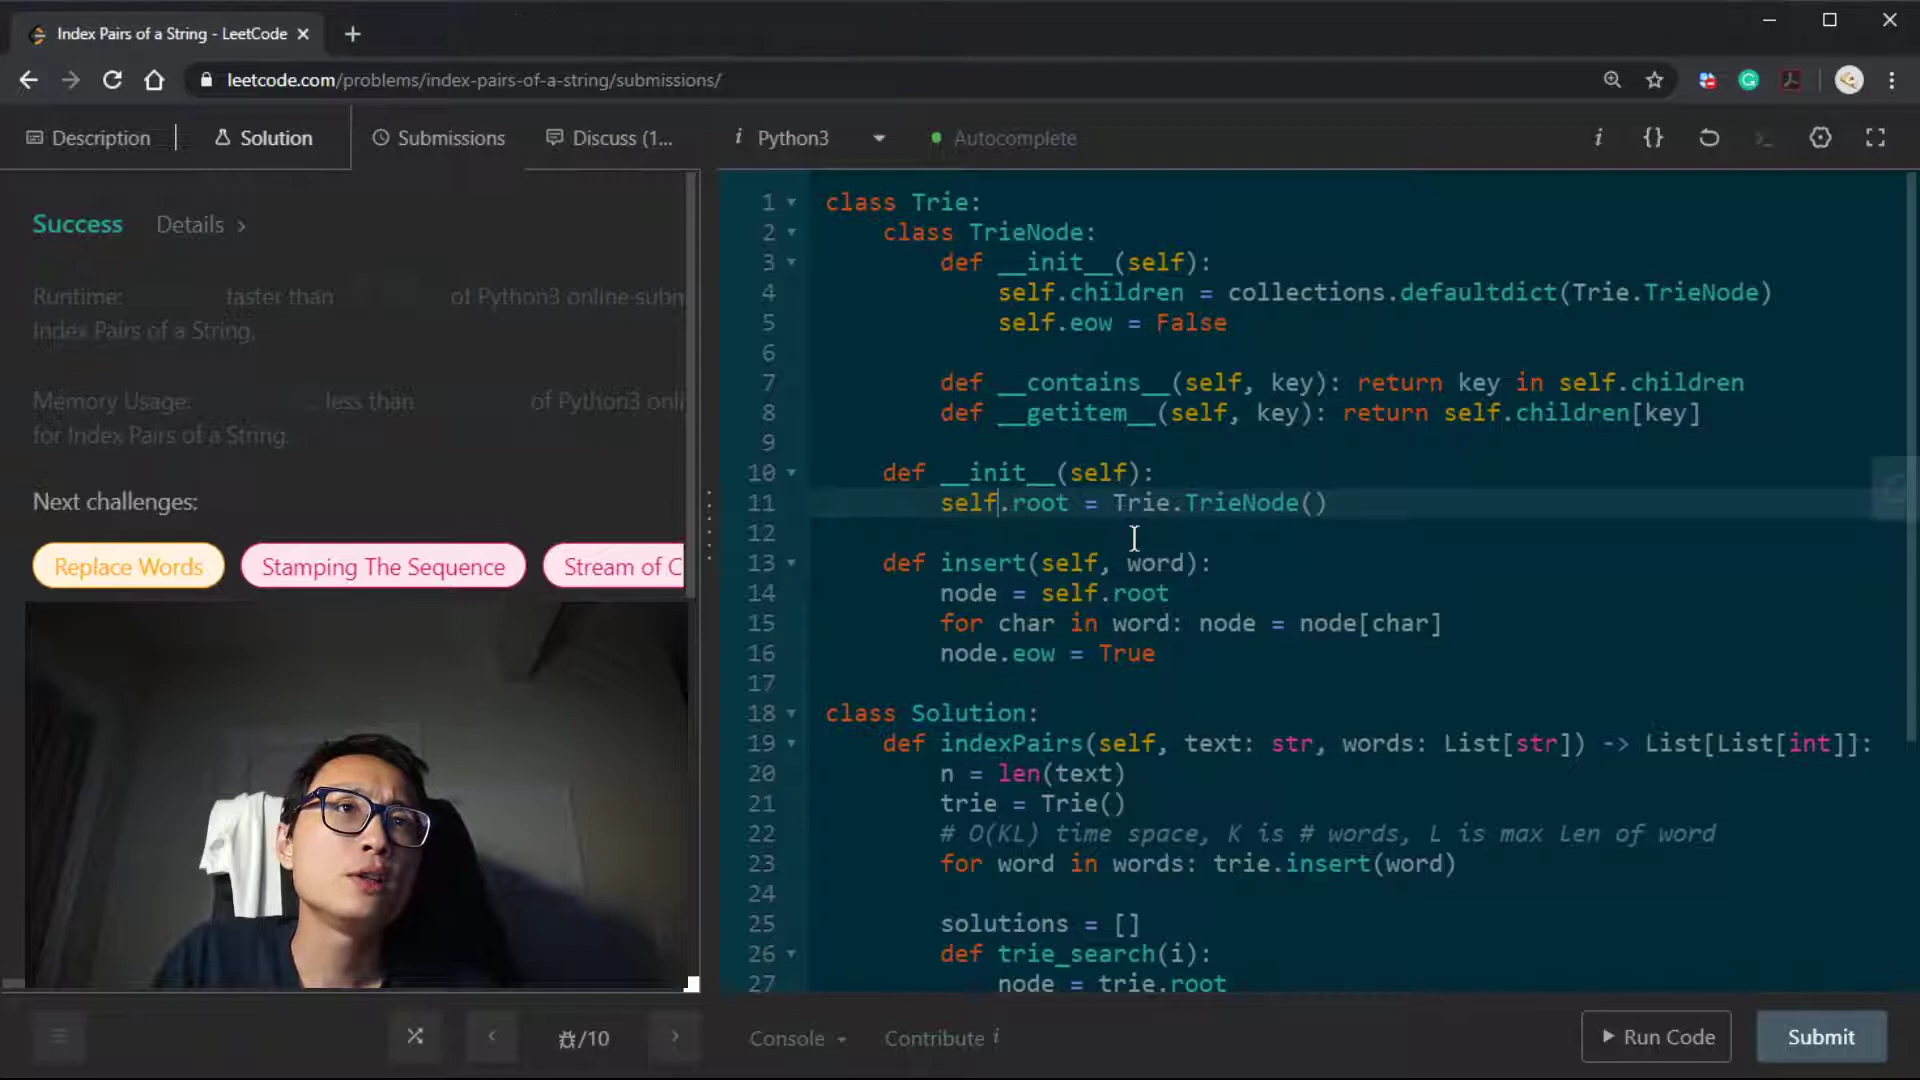 Index Pairs of a String - LeetCode
leetcode.com/problems/index-pairs-of-a-string/submissions/
Description
Solution
Submissions
Discuss (1...
i Python3
Autocomplete
Success Details >
Runtime: faster than of Python3 online subm
Index Pairs of a String.
Memory Usage: less than of Python3 onli
for Index Pairs of a String.
Next challenges:
Replace Words
Stamping The Sequence
Stream of C
1 class Trie:
2 class TrieNode:
3 def __init__(self):
4 self.children = collections.defaultdict(Trie.TrieNode)
5 self.eow = False
6
7 def __contains__(self, key): return key in self.children
8 def __getitem__(self, key): return self.children[key]
9
10 def __init__(self):
11 self.root = Trie.TrieNode()
12
13 def insert(self, word):
14 node = self.root
15 for char in word: node = node[char]
16 node.eow = True
17
18 class Solution:
19 def indexPairs(self, text: str, words: List[str]) -> List[List[int]]:
20 n = len(text)
21 trie = Trie()
22 # O(KL) time space, K is # words, L is max Len of word
23 for word in words: trie.insert(word)
24
25 solutions = []
26 def trie_search(i):
27 node = trie.root
/10
Console
Contribute i
Run Code
Submit